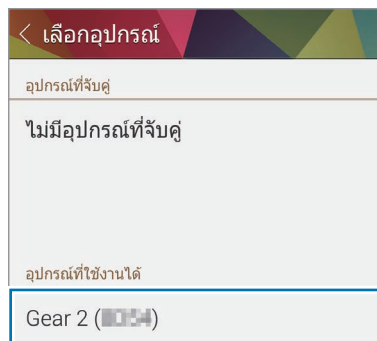 เลือกอุปกรณ์
อุปกรณ์ที่จับคู่
ไม่มีอุปกรณ์ที่จับคู่
อุปกรณ์ที่ใช้งานได้
Gear 2 ()